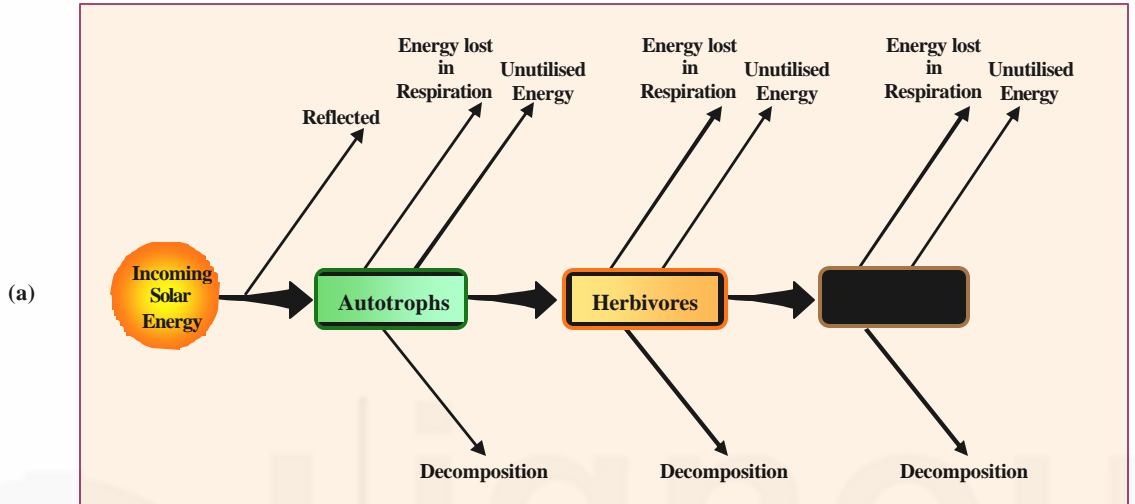 Energy lost
in
Respiration
Unutilised
Energy
Energy lost
in
Respiration
Unutilised
Energy
Energy lost
in
Respiration
Unutilised
Energy
Reflected
(a)
Incoming
Solar
Energy
Autotrophs
Herbivores
Decomposition
Decomposition
Decomposition